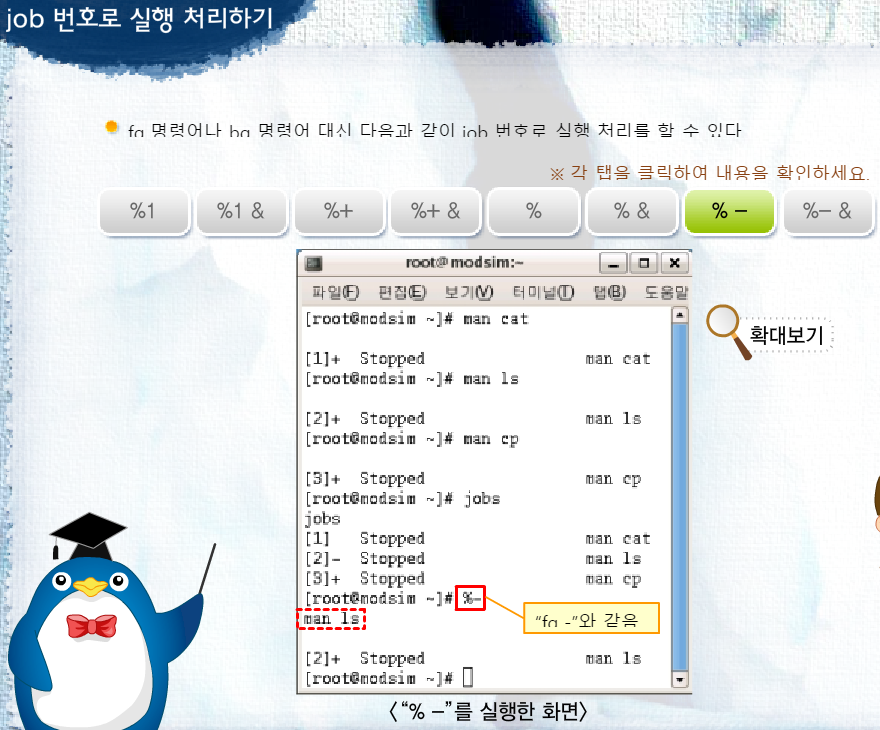 job 번호로 실행 처리하기
fg 명령어나 bg 명령어 대신 다음과 같이 job 번호로 실행 처리를 할 수 있다
※ 각 탭을 클릭하여 내용을 확인하세요.
%1 %1 & %+ %+ & % % & % – %– &
root@modsim:~
파일(F) 편집(E) 보기(V) 터미널(T) 탭(B) 도움말
[root@modsim ~]# man cat
[1]+ Stopped man cat
[root@modsim ~]# man ls
[2]+ Stopped man ls
[root@modsim ~]# man cp
[3]+ Stopped man cp
[root@modsim ~]# jobs
jobs
[1] Stopped man cat
[2]- Stopped man ls
[3]+ Stopped man cp
[root@modsim ~]# %-
man ls
"fg -"와 같음
[2]+ Stopped man ls
[root@modsim ~]#
확대보기
〈"% –"를 실행한 화면〉